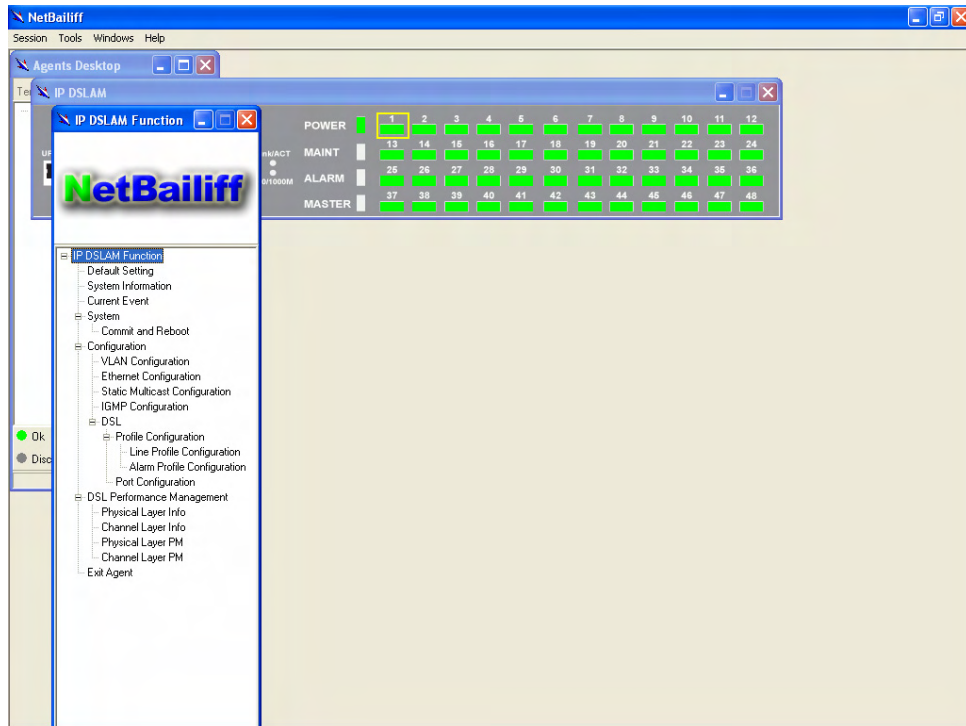 NetBailiff
Session Tools Windows Help
Agents Desktop
IP DSLAM
IP DSLAM Function
NetBailiff
POWER 1 2 3 4 5 6 7 8 9 10 11 12
MAINT 13 14 15 16 17 18 19 20 21 22 23 24
ALARM 25 26 27 28 29 30 31 32 33 34 35 36
MASTER 37 38 39 40 41 42 43 44 45 46 47 48
IP DSLAM Function
Default Setting
System Information
Current Event
System
Commit and Reboot
Configuration
VLAN Configuration
Ethernet Configuration
Static Multicast Configuration
IGMP Configuration
DSL
Profile Configuration
Line Profile Configuration
Alarm Profile Configuration
Port Configuration
DSL Performance Management
Physical Layer Info
Channel Layer Info
Physical Layer PM
Channel Layer PM
Exit Agent
Ok
Disc